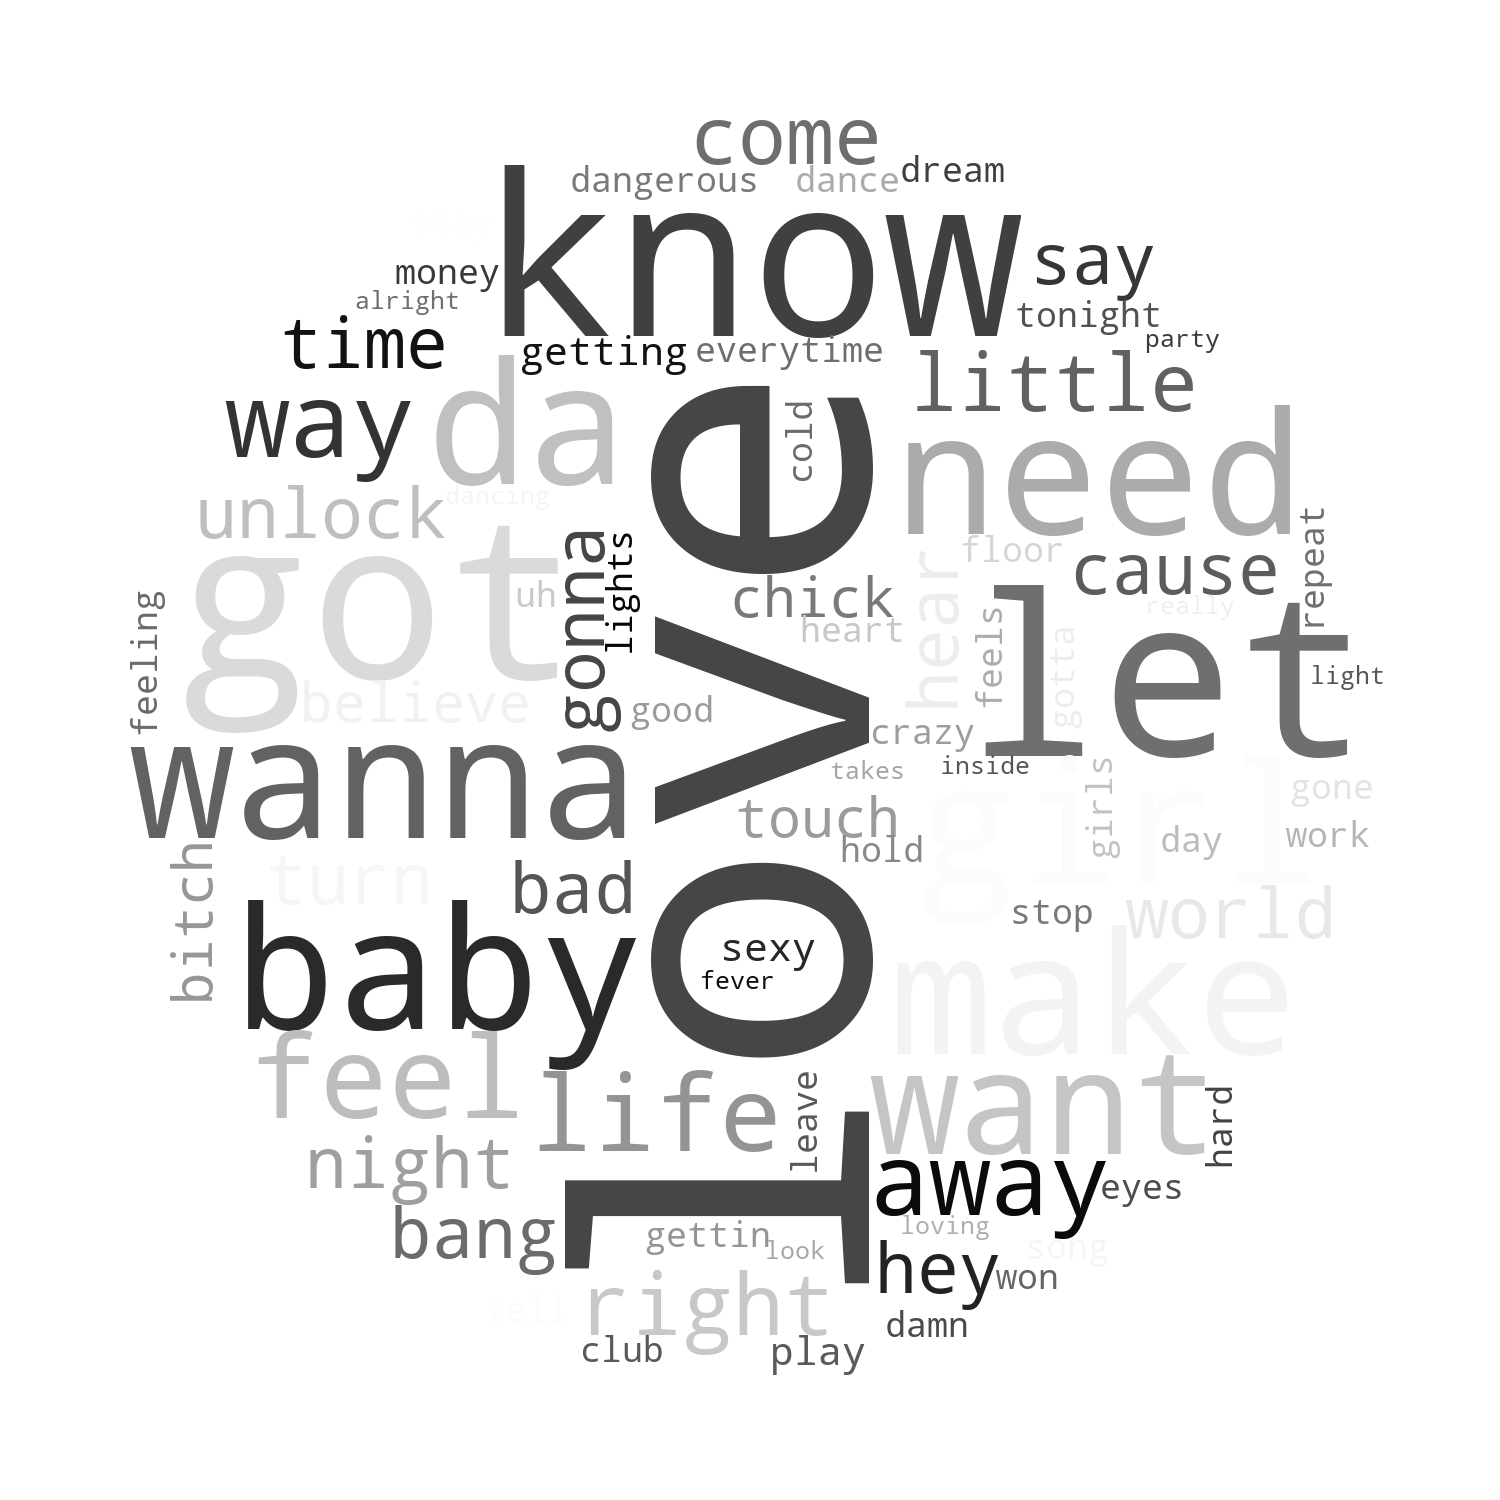 come
dangerous
dance
dream
stay
know
say
money
alright
tonight
time
getting
everytime
party
little
way
da
love
cold
need
unlock
dancing
got
gonna
lights
repeat
floor
cause
hear
uh
chick
heart
feels
really
gotta
let
feeling
believe
good
crazy
light
wanna
takes
inside
girl
girls
gone
touch
hold
day
work
bitch
turn
bad
stop
world
baby
sexy
fever
make
feel
life
leave
want
hard
night
away
eyes
bang
gettin
look
loving
song
hey
won
tell
right
damn
club
play